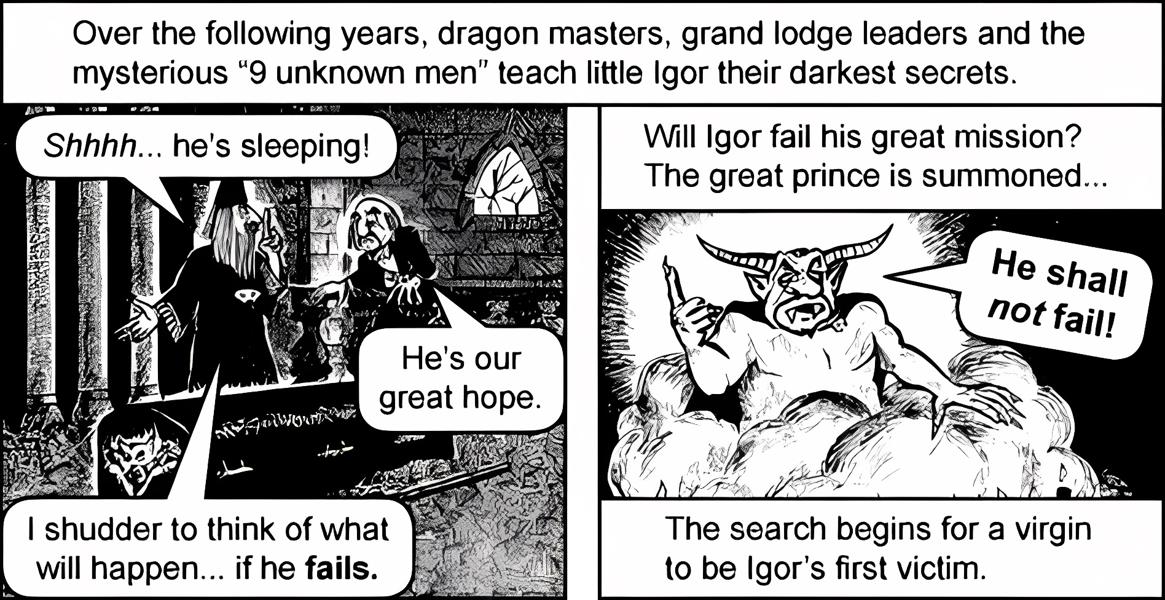 Over the following years, dragon masters, grand lodge leaders and the
mysterious “9 unknown men” teach little Igor their darkest secrets.
Shhhh... he's sleeping!
He's our
great hope.
I shudder to think of what
will happen... if he fails.
Will Igor fail his great mission?
The great prince is summoned...
He shall
not fail!
The search begins for a virgin
to be Igor's first victim.